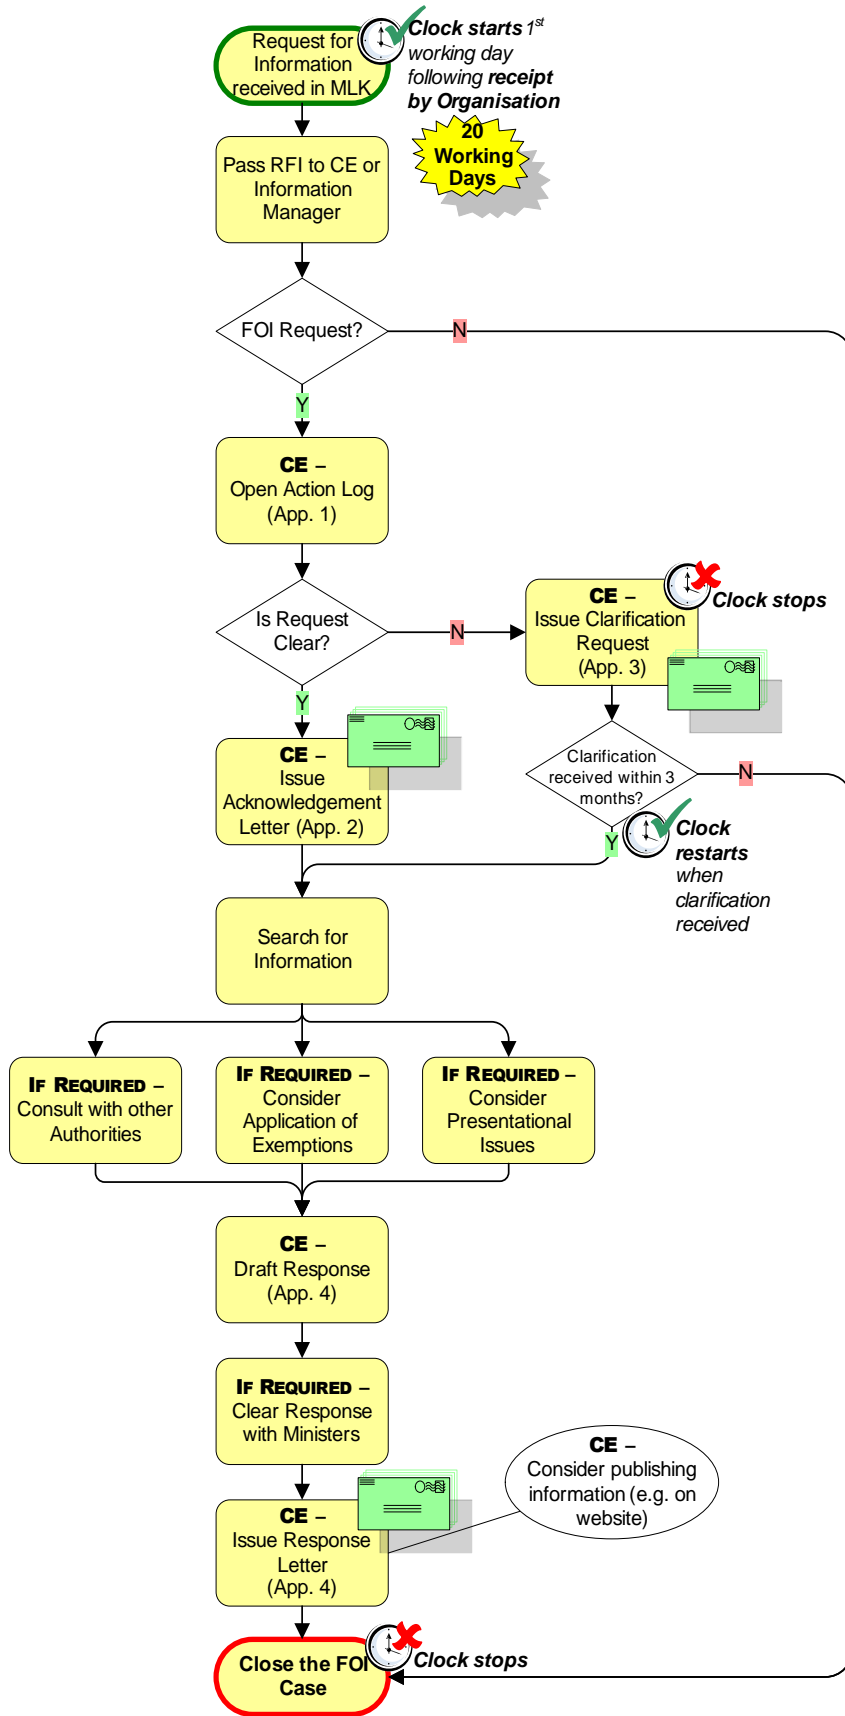 Request for
Information
received in MLK
Clock starts 1st
working day
following receipt
by Organisation
20
Working
Days
Pass RFI to CE or
Information
Manager
FOI Request?
N
Y
CE –
Open Action Log
(App. 1)
Is Request
Clear?
N
Y
CE –
Issue Clarification
Request
(App. 3)
Clock stops
CE –
Issue
Acknowledgement
Letter (App. 2)
Clarification
received within 3
months?
N
Y
Clock
restarts
when
clarification
received
Search for
Information
IF REQUIRED –
Consult with other
Authorities
IF REQUIRED –
Consider
Application of
Exemptions
IF REQUIRED –
Consider
Presentational
Issues
CE –
Draft Response
(App. 4)
IF REQUIRED –
Clear Response
with Ministers
CE –
Consider publishing
information (e.g. on
website)
CE –
Issue Response
Letter
(App. 4)
Close the FOI
Case
Clock stops